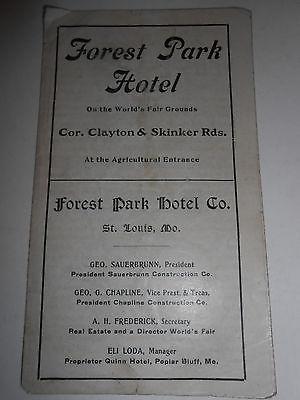 Forest Park
Hotel
On the World's Fair Grounds
Cor. Clayton & Skinker Rds.
At the Agricultural Entrance
Forest Park Hotel Co.
St. Louis, Mo.
GEO. SAUERBRUNN, President
President Sauerbrunn Construction Co.
GEO. G. CHAPLINE, Vice Prest. & Treas.
President Chapline Construction Co.
A. H. FREDERICK, Secretary
Real Estate and a Director World's Fair
ELI LODA, Manager
Proprietor Quinn Hotel, Poplar Bluff, Mo.